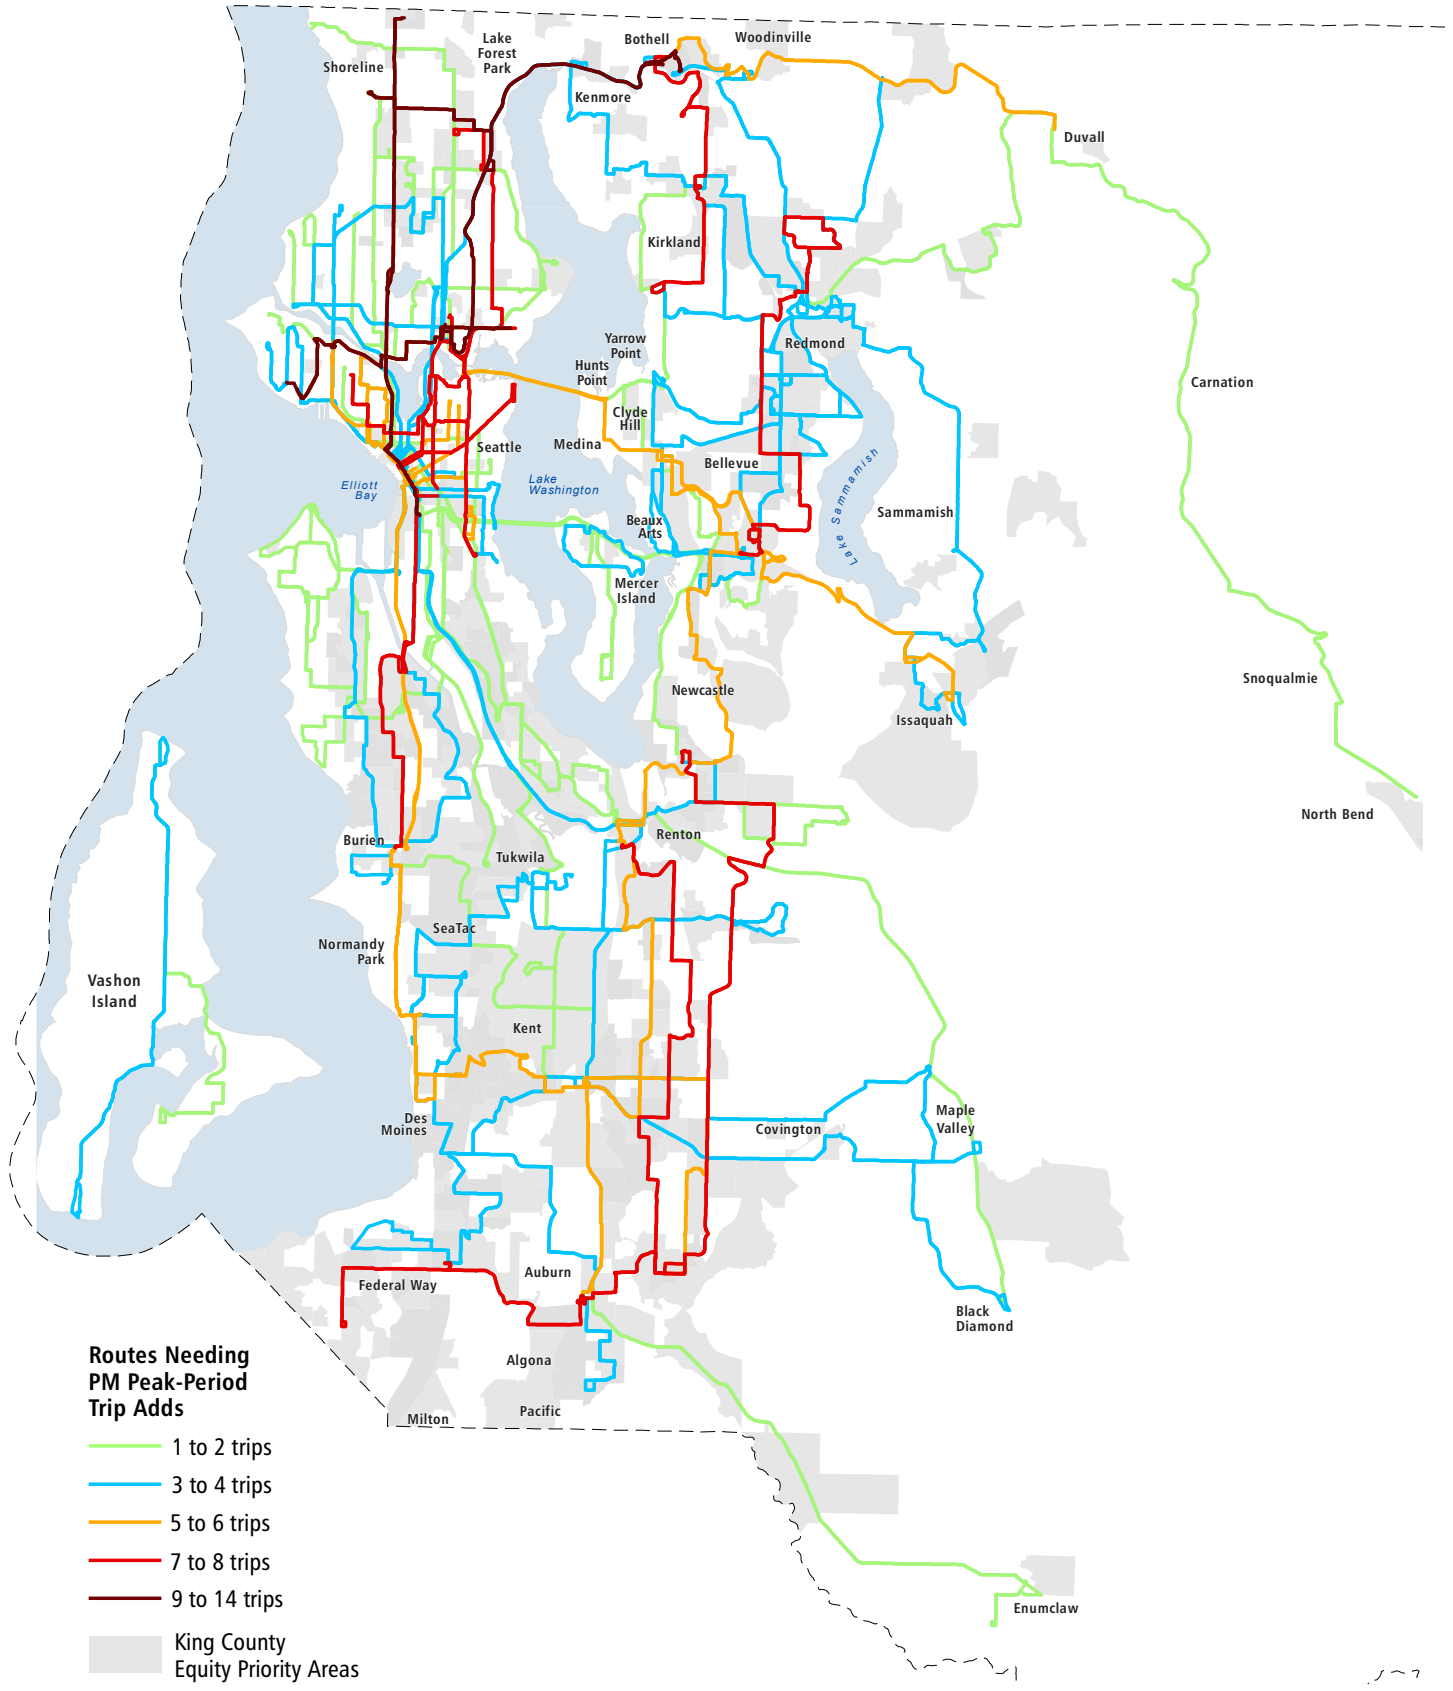 Lake
Forest
Park
Bothell
Woodinville
Shoreline
Kenmore
Duvall
Kirkland
Yarrow
Point
Redmond
Hunts
Point
Carnation
Clyde
Hill
Seattle
Medina
Bellevue
Elliott
Bay
Lake
Washington
Lake Sammamish
Sammamish
Beaux
Arts
Mercer
Island
Snoqualmie
Newcastle
Issaquah
North Bend
Burien
Renton
Tukwila
SeaTac
Normandy
Park
Vashon
Island
Kent
Des
Moines
Covington
Maple
Valley
Auburn
Federal Way
Black
Diamond
Algona
Pacific
Milton
Enumclaw
Routes Needing
PM Peak-Period
Trip Adds
1 to 2 trips
3 to 4 trips
5 to 6 trips
7 to 8 trips
9 to 14 trips
King County
Equity Priority Areas